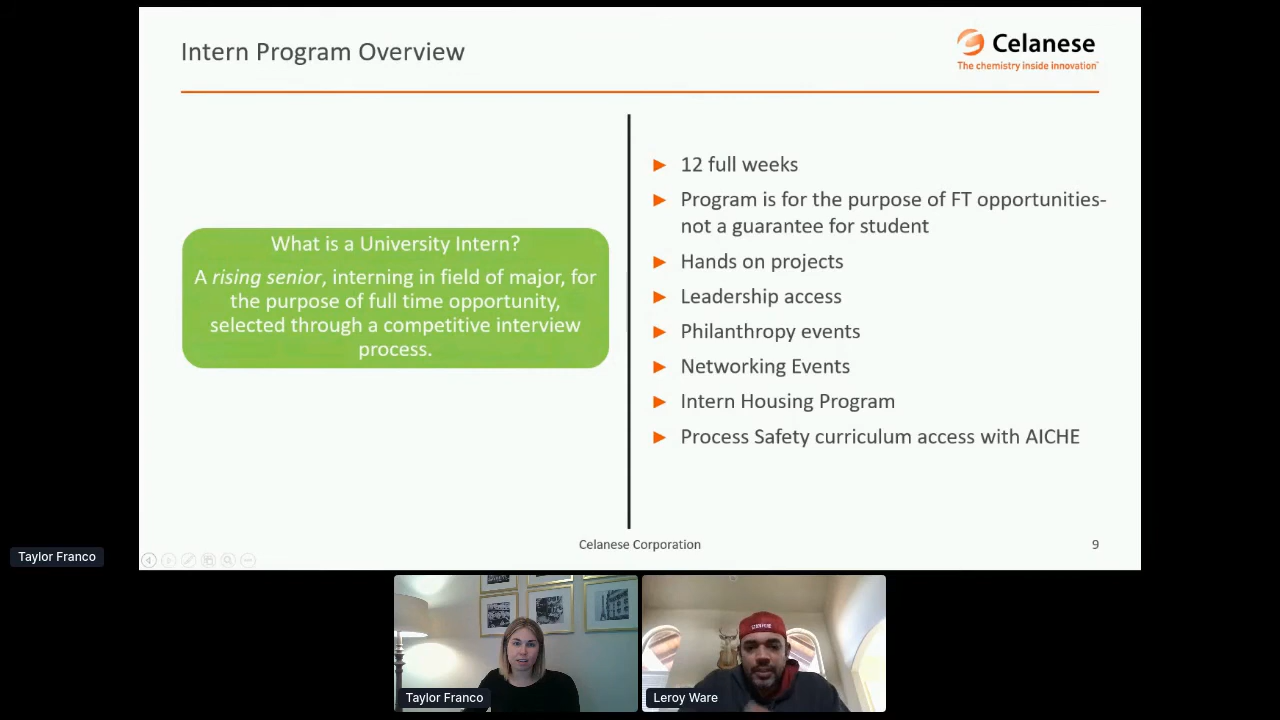 Intern Program Overview
Celanese
The chemistry inside innovation™
What is a University Intern?
A rising senior, interning in field of major, for
the purpose of full time opportunity,
selected through a competitive interview
process.
12 full weeks
Program is for the purpose of FT opportunities-
not a guarantee for student
Hands on projects
Leadership access
Philanthropy events
Networking Events
Intern Housing Program
Process Safety curriculum access with AICHE
Celanese Corporation
9
Taylor Franco
Taylor Franco
Leroy Ware